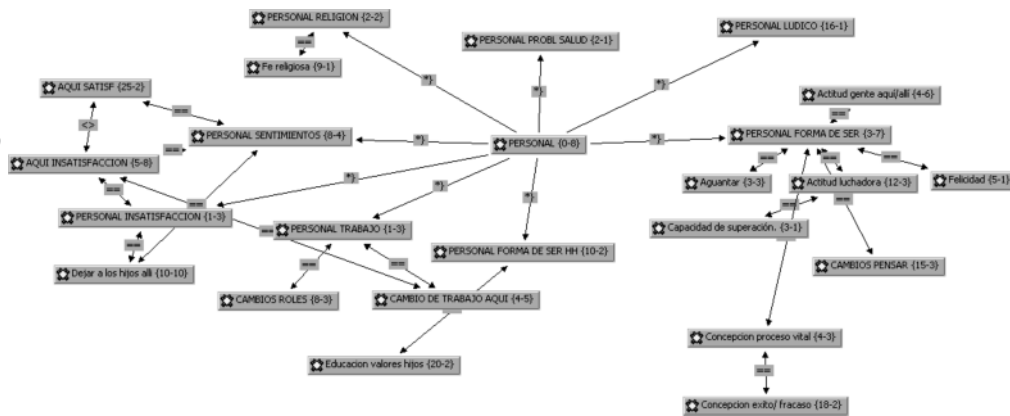 PERSONAL RELIGION {2-2}
PERSONAL LUDICO {16-1}
PERSONAL PROBL SALUD {2-1}
==
Fe religiosa {9-1}
AQUI SATISF {25-2}
Actitud gente aquí/allí {4-6}
*}
*}
*}
==
==
<>
PERSONAL SENTIMIENTOS {8-4}
*}
PERSONAL {0-8}
*}
PERSONAL FORMA DE SER {3-7}
==
AQUI INSATISFACCION {5-8}
==
==
==
*}
*}
*}
Aguantar {3-3}
Actitud luchadora {12-3}
Felicidad {5-1}
==
==
==
PERSONAL INSATISFACCION {1-3}
==
PERSONAL TRABAJO {1-3}
Capacidad de superación. {3-1}
==
==
PERSONAL FORMA DE SER HH {10-2}
==
==
CAMBIOS PENSAR {15-3}
Dejar a los hijos alli {10-10}
CAMBIOS ROLES {8-3}
CAMBIO DE TRABAJO AQUI {4-5}
Concepcion proceso vital {4-3}
Educacion valores hijos {20-2}
==
Concepcion exito/ fracaso {18-2}